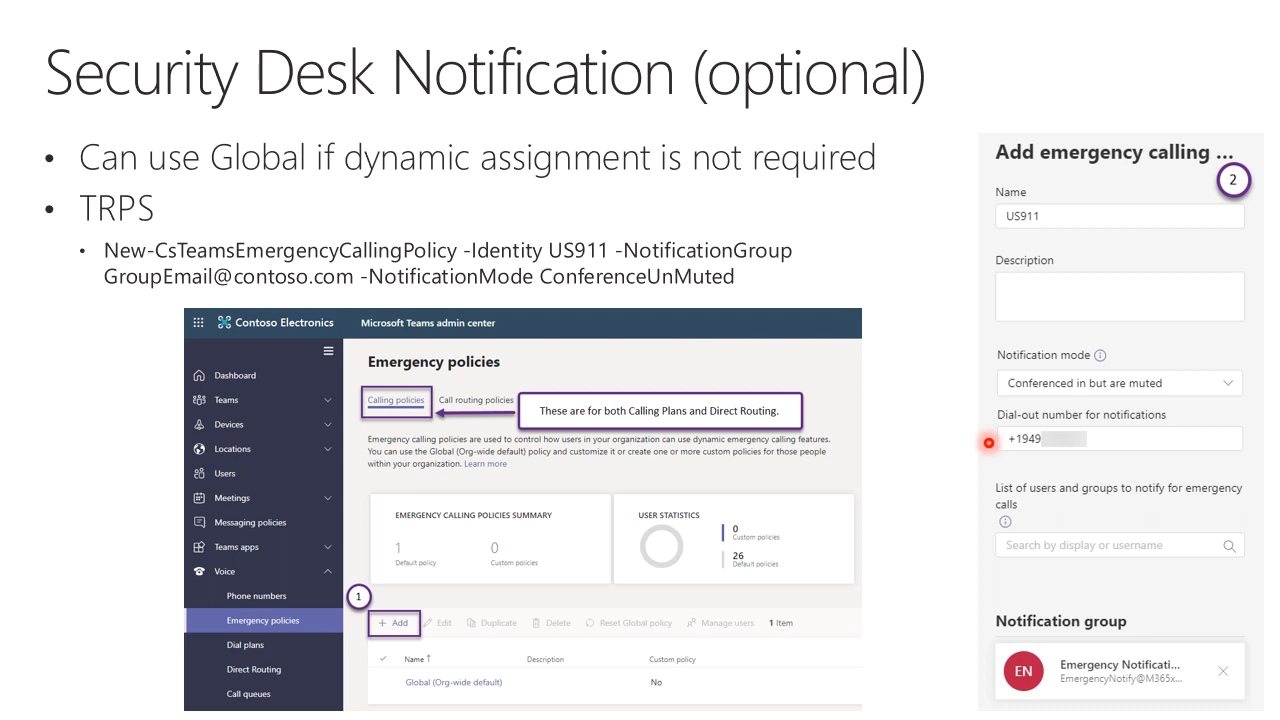 Security Desk Notification (optional)
• Can use Global if dynamic assignment is not required
• TRPS
• New-CsTeamsEmergencyCallingPolicy -Identity US911 -NotificationGroup
GroupEmail@contoso.com -NotificationMode ConferenceUnMuted
Contoso Electronics Microsoft Teams admin center
Dashboard
Teams
Devices
Locations
Users
Meetings
Messaging policies
Teams apps
Voice
Phone numbers
Emergency policies
Dial plans
Direct Routing
Call queues
Emergency policies
Calling policies Call routing policies
These are for both Calling Plans and Direct Routing.
Emergency calling policies are used to control how users in your organization can use dynamic emergency calling features.
You can use the Global (Org-wide default) policy and customize it or create one or more custom policies for those people
within your organization. Learn more
EMERGENCY CALLING POLICIES SUMMARY
1 0
Default policy Custom policies
USER STATISTICS
0
Custom policies
26
Default policies
1
+ Add Edit Duplicate Delete Reset Global policy Manage users 1 Item
Name ↑ Description Custom policy
Global (Org-wide default) No
Add emergency calling ...
2
Name
US911
Description
Notification mode
Conferenced in but are muted
Dial-out number for notifications
+1949
List of users and groups to notify for emergency
calls
Search by display or username
Notification group
EN
Emergency Notificati...
EmergencyNotify@M365x...